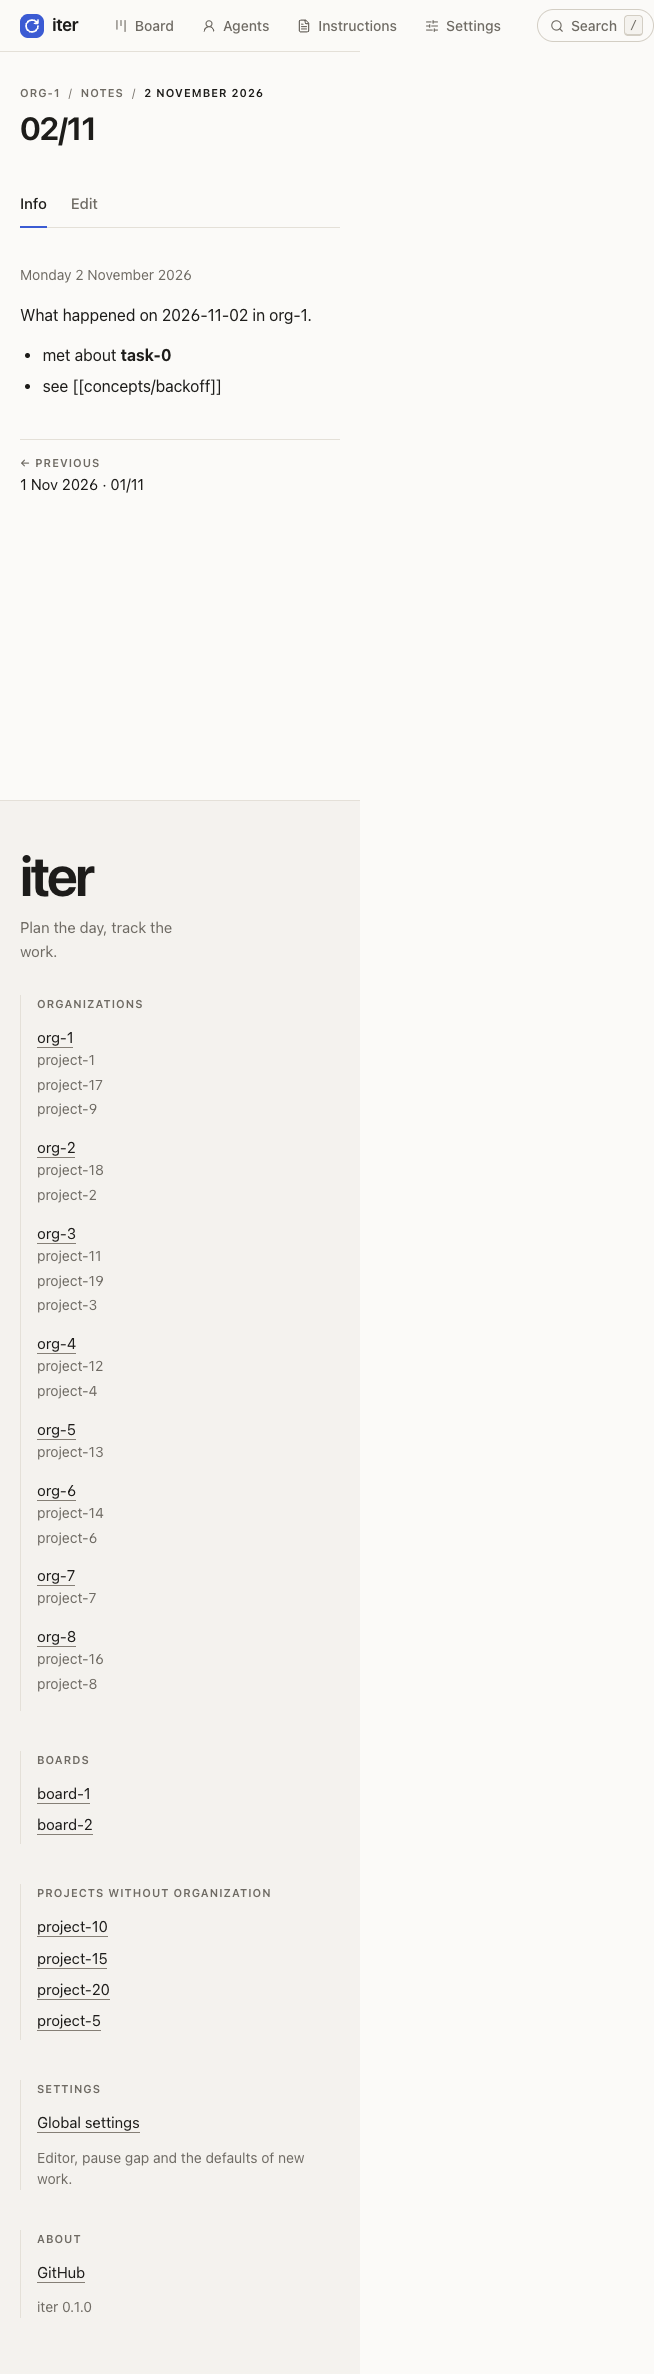 iter Board Agents Instructions Settings Search /
ORG-1 / NOTES / 2 NOVEMBER 2026
02/11
Info Edit
Monday 2 November 2026
What happened on 2026-11-02 in org-1.
• met about task-0
• see [[concepts/backoff]]
← PREVIOUS
1 Nov 2026 · 01/11
iter
Plan the day, track the
work.
ORGANIZATIONS
org-1
project-1
project-17
project-9
org-2
project-18
project-2
org-3
project-11
project-19
project-3
org-4
project-12
project-4
org-5
project-13
org-6
project-14
project-6
org-7
project-7
org-8
project-16
project-8
BOARDS
board-1
board-2
PROJECTS WITHOUT ORGANIZATION
project-10
project-15
project-20
project-5
SETTINGS
Global settings
Editor, pause gap and the defaults of new
work.
ABOUT
GitHub
iter 0.1.0